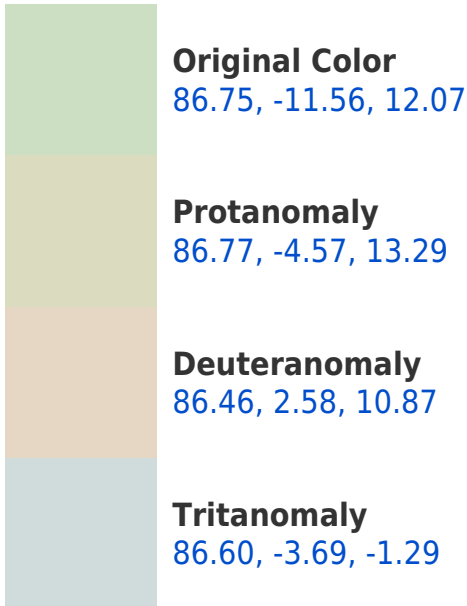 Original Color
86.75, -11.56, 12.07
Protanomaly
86.77, -4.57, 13.29
Deuteranomaly
86.46, 2.58, 10.87
Tritanomaly
86.60, -3.69, -1.29